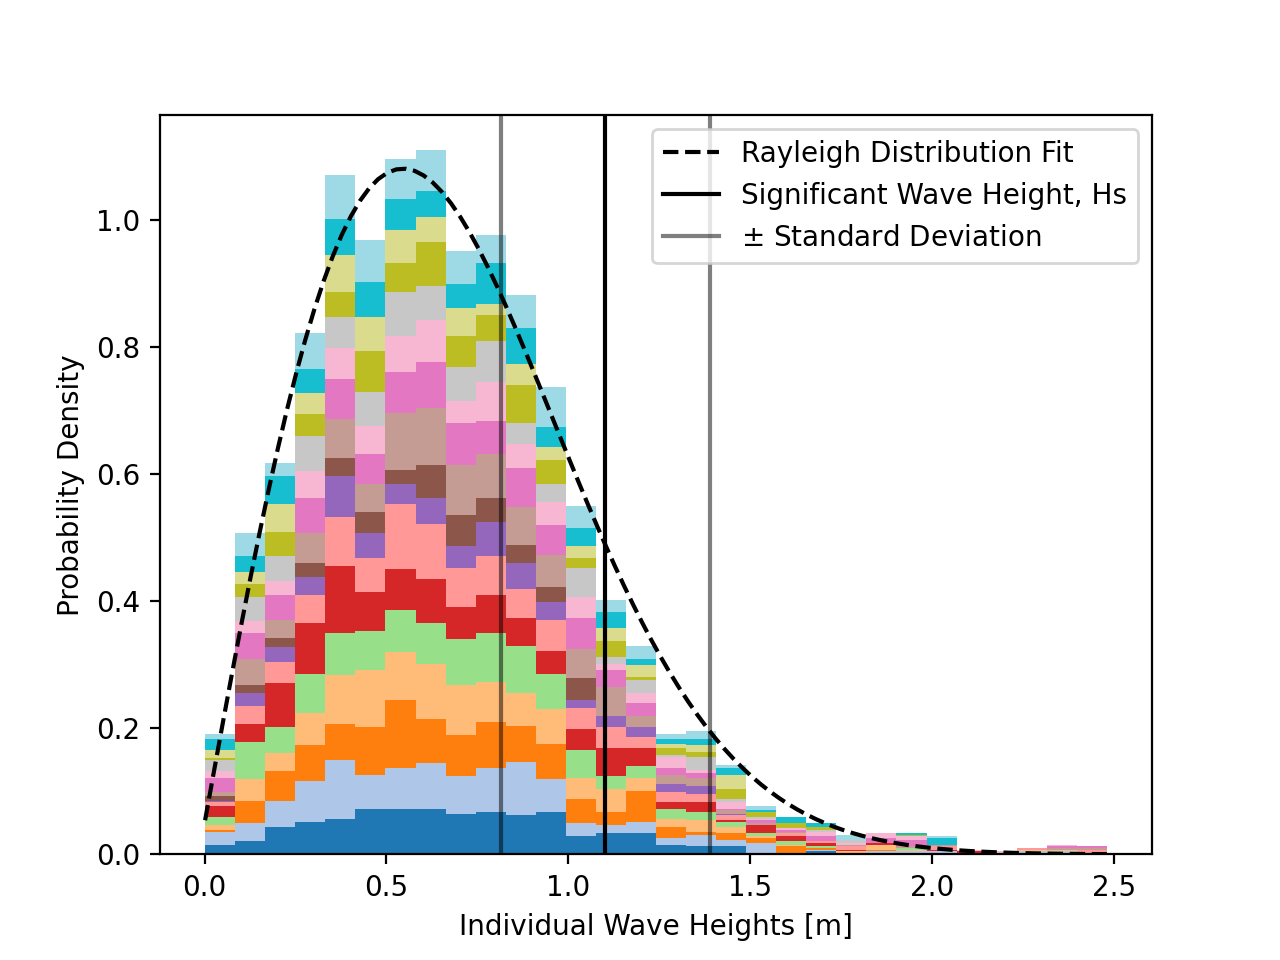 Rayleigh Distribution Fit
Significant Wave Height, Hs
± Standard Deviation
1.0
0.8
0.6
0.4
0.2
0.0
Probability Density
0.0 0.5 1.0 1.5 2.0 2.5
Individual Wave Heights [m]